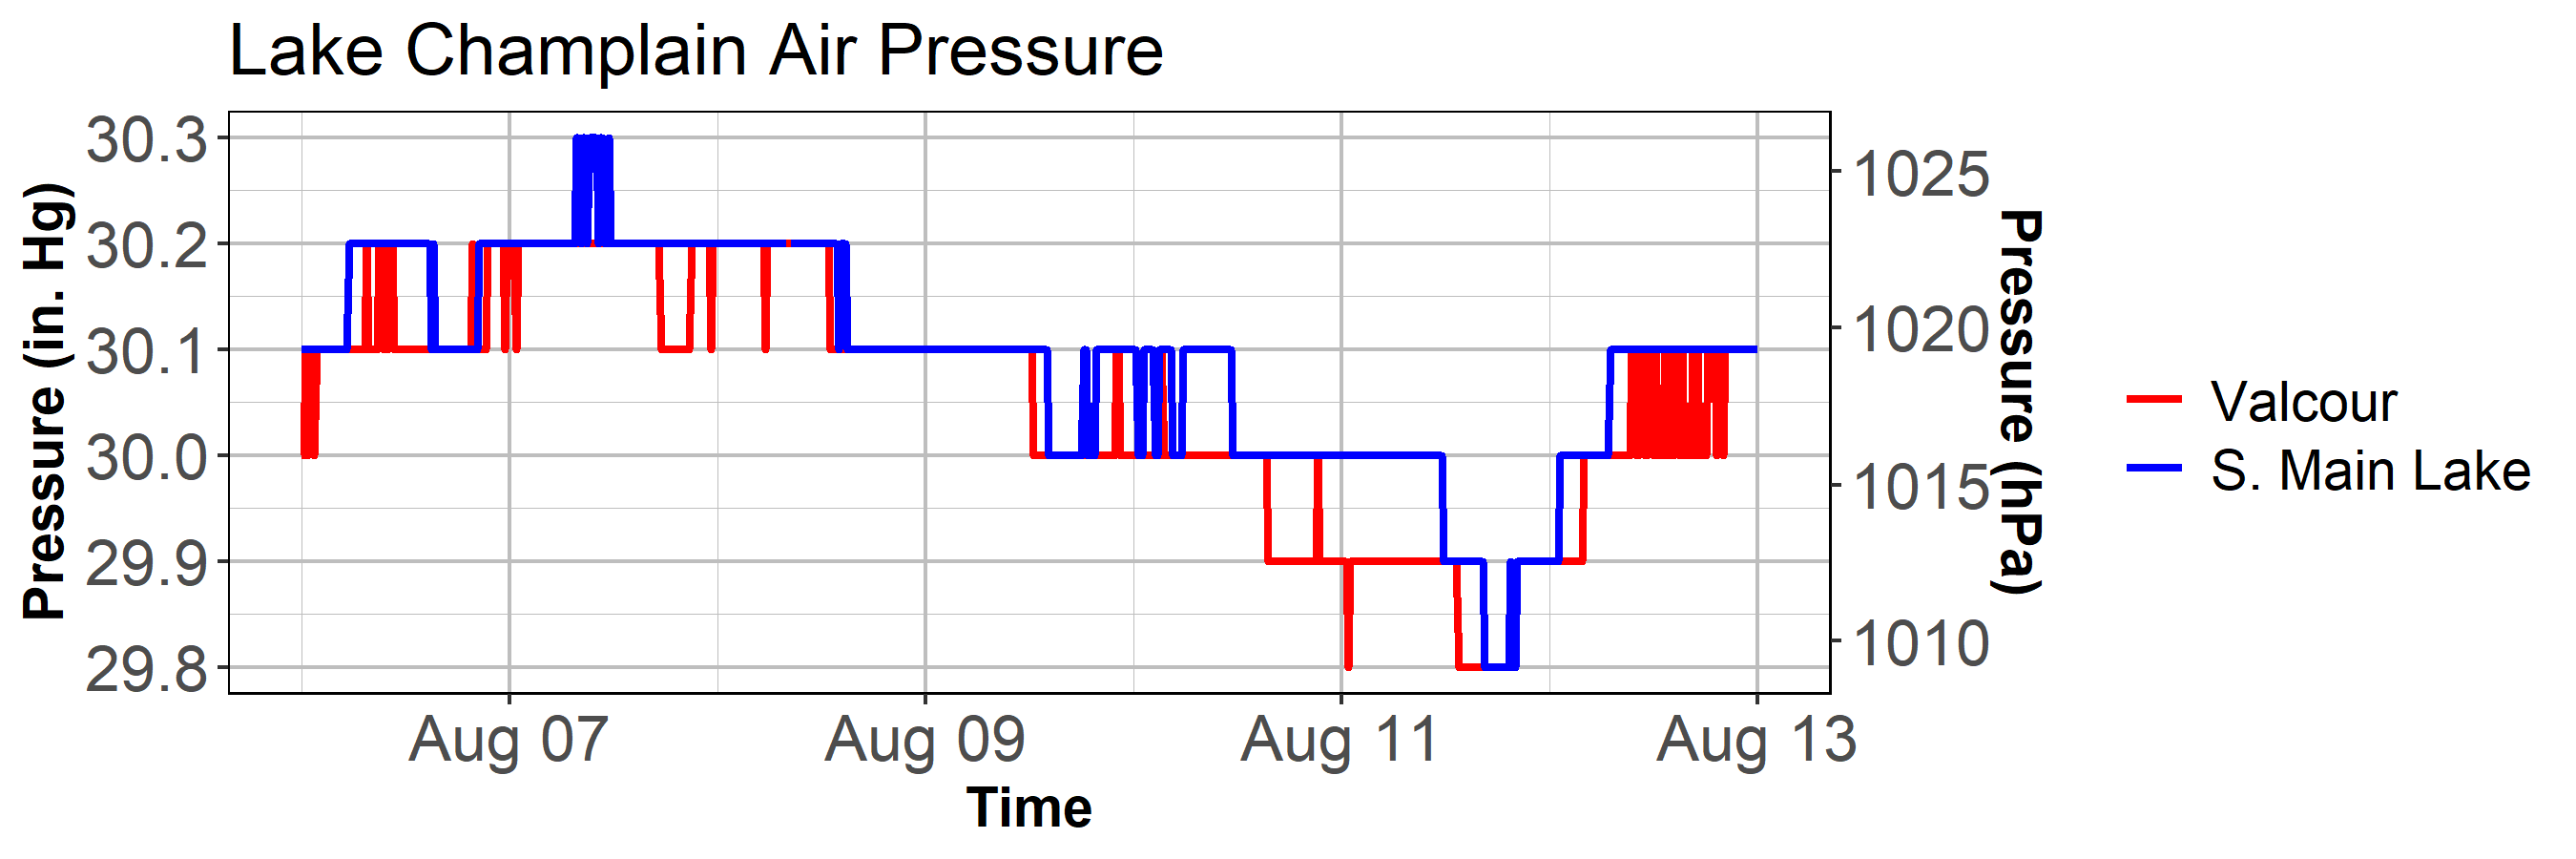 Lake Champlain Air Pressure
Pressure (in. Hg)
30.3
30.2
30.1
30.0
29.9
29.8
1025
1020
1015
1010
Pressure (hPa)
Aug 07 Aug 09 Aug 11 Aug 13
Time
Valcour
S. Main Lake